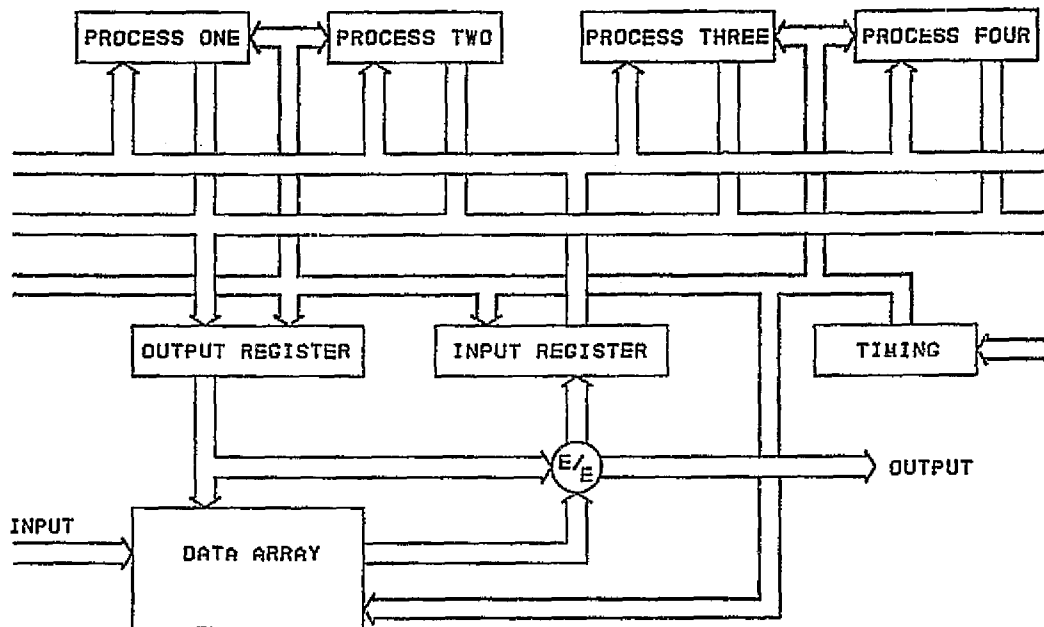 PROCESS ONE
PROCESS TWO
PROCESS THREE
PROCESS FOUR
OUTPUT REGISTER
INPUT REGISTER
TIMING
E/E
OUTPUT
INPUT
DATA ARRAY